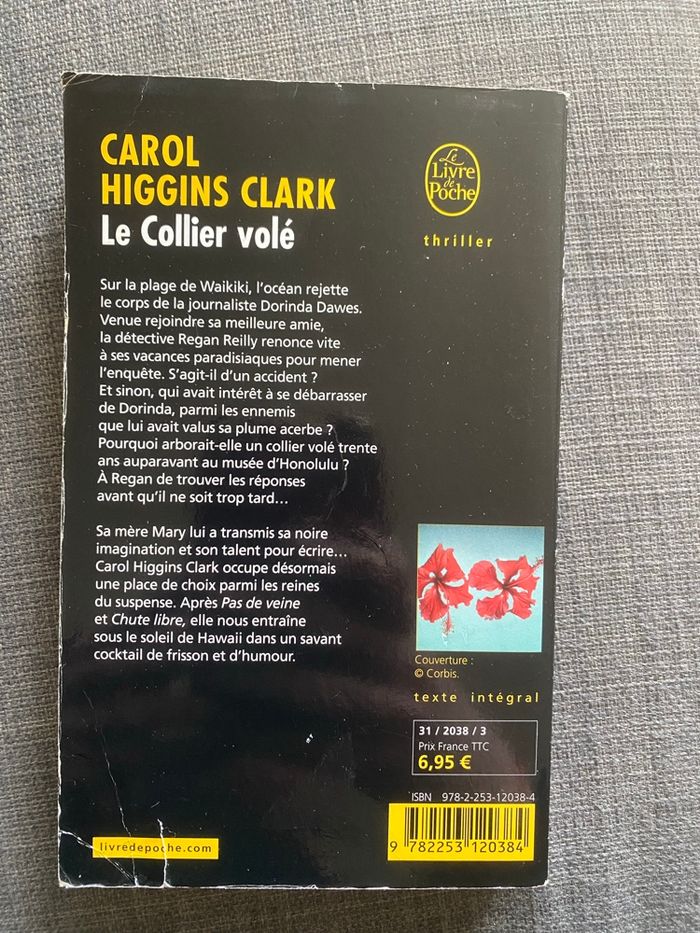 CAROL
HIGGINS CLARK
Le Collier volé
Le
Livre
de
Poche
thriller
Sur la plage de Waikiki, l'océan rejette
le corps de la journaliste Dorinda Dawes.
Venue rejoindre sa meilleure amie,
la détective Regan Reilly renonce vite
à ses vacances paradisiaques pour mener
l'enquête. S'agit-il d'un accident ?
Et sinon, qui avait intérêt à se débarrasser
de Dorinda, parmi les ennemis
que lui avait valus sa plume acerbe ?
Pourquoi arborait-elle un collier volé trente
ans auparavant au musée d'Honolulu ?
À Regan de trouver les réponses
avant qu'il ne soit trop tard…
Sa mère Mary lui a transmis sa noire
imagination et son talent pour écrire…
Carol Higgins Clark occupe désormais
une place de choix parmi les reines
du suspense. Après Pas de veine
et Chute libre, elle nous entraîne
sous le soleil de Hawaii dans un savant
cocktail de frisson et d'humour.
Couverture :
© Corbis.
texte intégral
31 / 2038 / 3
Prix France TTC
6,95 €
ISBN 978-2-253-12038-4
9 782253 120384
livredepoche.com